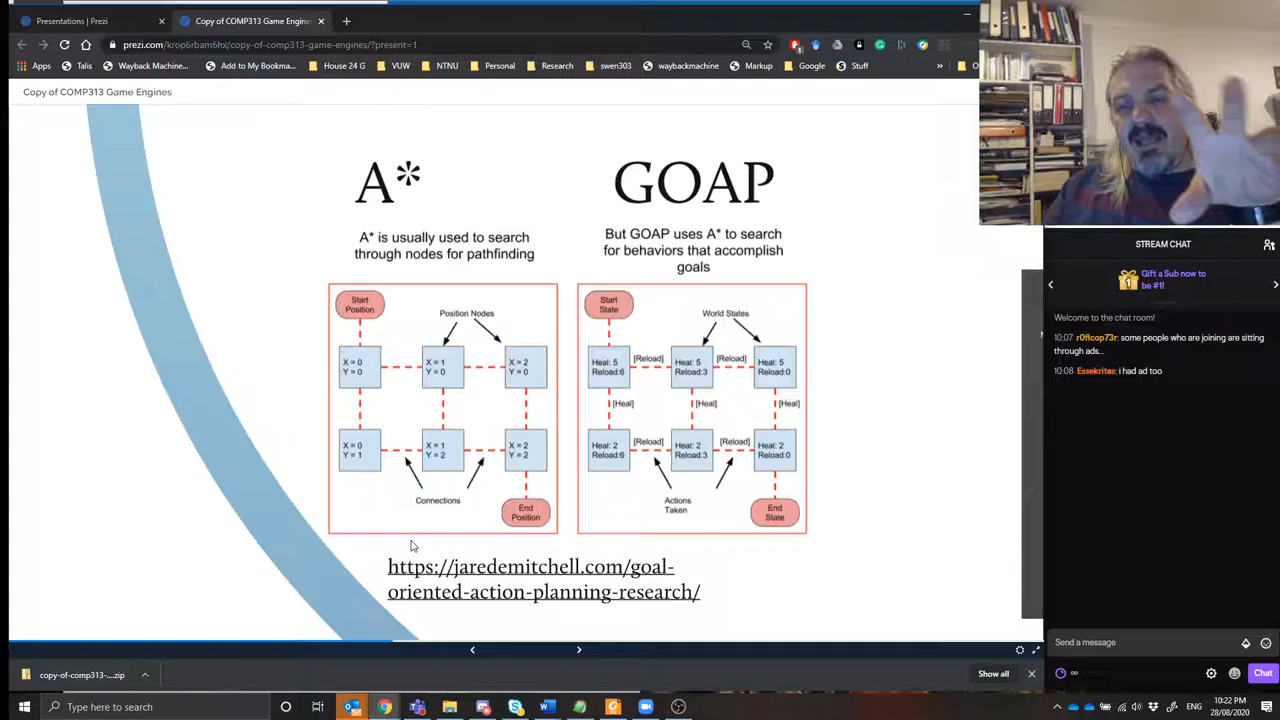 Presentations | Prezi
Copy of COMP313 Game Engines
prezi.com/krop6rbam6hx/copy-of-comp313-game-engines/?present=1
Apps
Talis
Wayback Machine...
Add to My Bookma...
House 24 G
VUW
NTNU
Personal
Research
swen303
waybackmachine
Markup
Google
Stuff
»
Copy of COMP313 Game Engines
A*
A* is usually used to search
through nodes for pathfinding
Start
Position
Position Nodes
X = 0
Y = 0
X = 1
Y = 0
X = 2
Y = 0
X = 0
Y = 1
X = 1
Y = 2
X = 2
Y = 2
Connections
End
Position
GOAP
But GOAP uses A* to search
for behaviors that accomplish
goals
Start
State
World States
Heal: 5
Reload:6
[Reload]
Heal: 5
Reload:3
[Reload]
Heal: 5
Reload:0
[Heal]
[Heal]
[Heal]
Heal: 2
Reload:6
[Reload]
Heal: 2
Reload:3
[Reload]
Heal: 2
Reload:0
Actions
Taken
End
State
https://jaredemitchell.com/goal-
oriented-action-planning-research/
STREAM CHAT
1
Gift a Sub now to
be #1!
Welcome to the chat room!
10:07 r0ffcop73r: some people who are joining are sitting
through ads...
10:08 Essekritas: i had ad too
Send a message
∞
Chat
copy-of-comp313-....zip
Show all
Type here to search
ENG
10:22 PM
28/08/2020